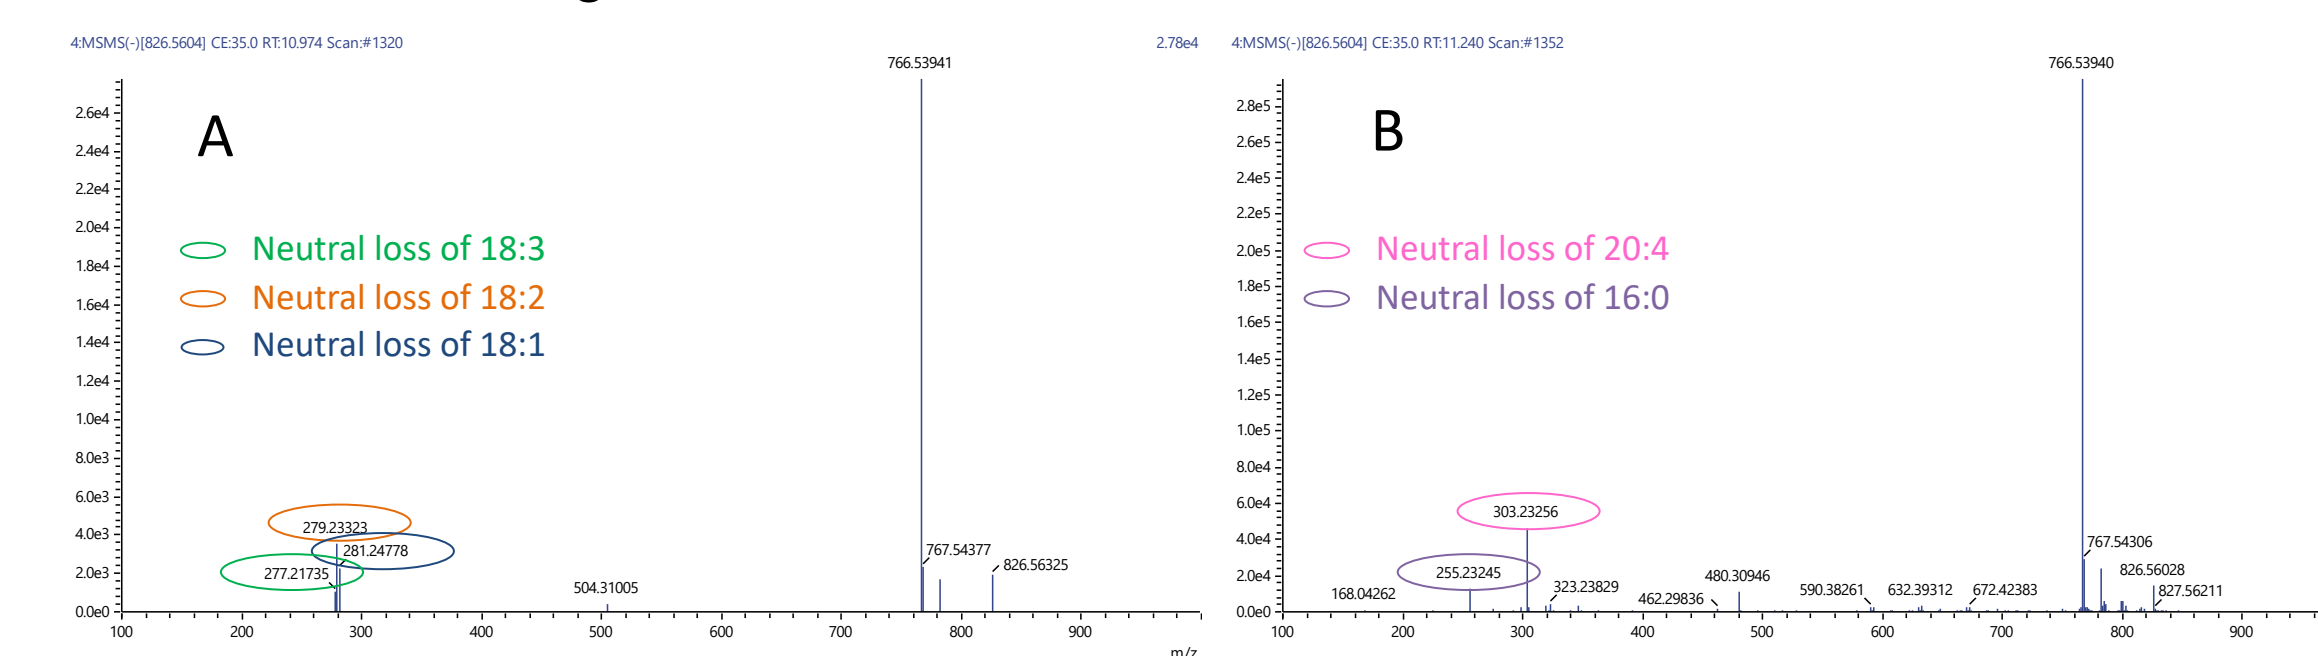 4:MSMS(-)[826.5604] CE:35.0 RT:10.974 Scan:#1320
2.78e4
766.53941
A
2.6e4
2.4e4
2.2e4
2.0e4
1.8e4
1.6e4
1.4e4
1.2e4
1.0e4
8.0e3
6.0e3
4.0e3
2.0e3
0.0e0
Neutral loss of 18:3
Neutral loss of 18:2
Neutral loss of 18:1
279.23323
281.24778
277.21735
504.31005
767.54377
826.56325
100 200 300 400 500 600 700 800 900
m/z
4:MSMS(-)[826.5604] CE:35.0 RT:11.240 Scan:#1352
766.53940
B
2.8e5
2.6e5
2.4e5
2.2e5
2.0e5
1.8e5
1.6e5
1.4e5
1.2e5
1.0e5
8.0e4
6.0e4
4.0e4
2.0e4
0.0e0
Neutral loss of 20:4
Neutral loss of 16:0
303.23256
255.23245
168.04262
323.23829
462.29836
480.30946
590.38261
632.39312
672.42383
767.54306
826.56028
827.56211
100 200 300 400 500 600 700 800 900